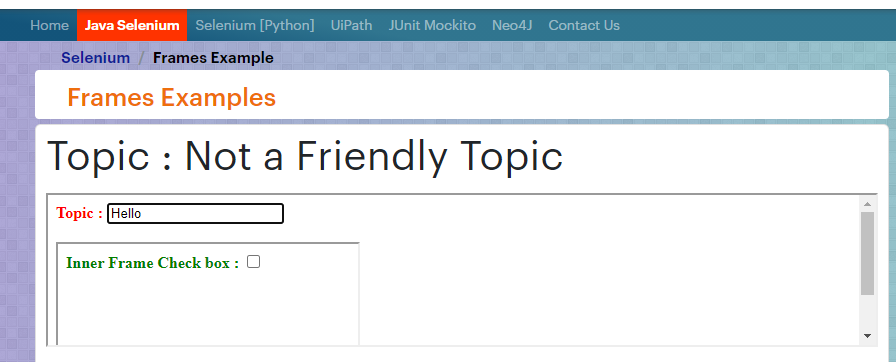 Home Java Selenium Selenium [Python] UiPath JUnit Mockito Neo4J Contact Us
Selenium / Frames Example
Frames Examples
Topic : Not a Friendly Topic
Topic : Hello
Inner Frame Check box :